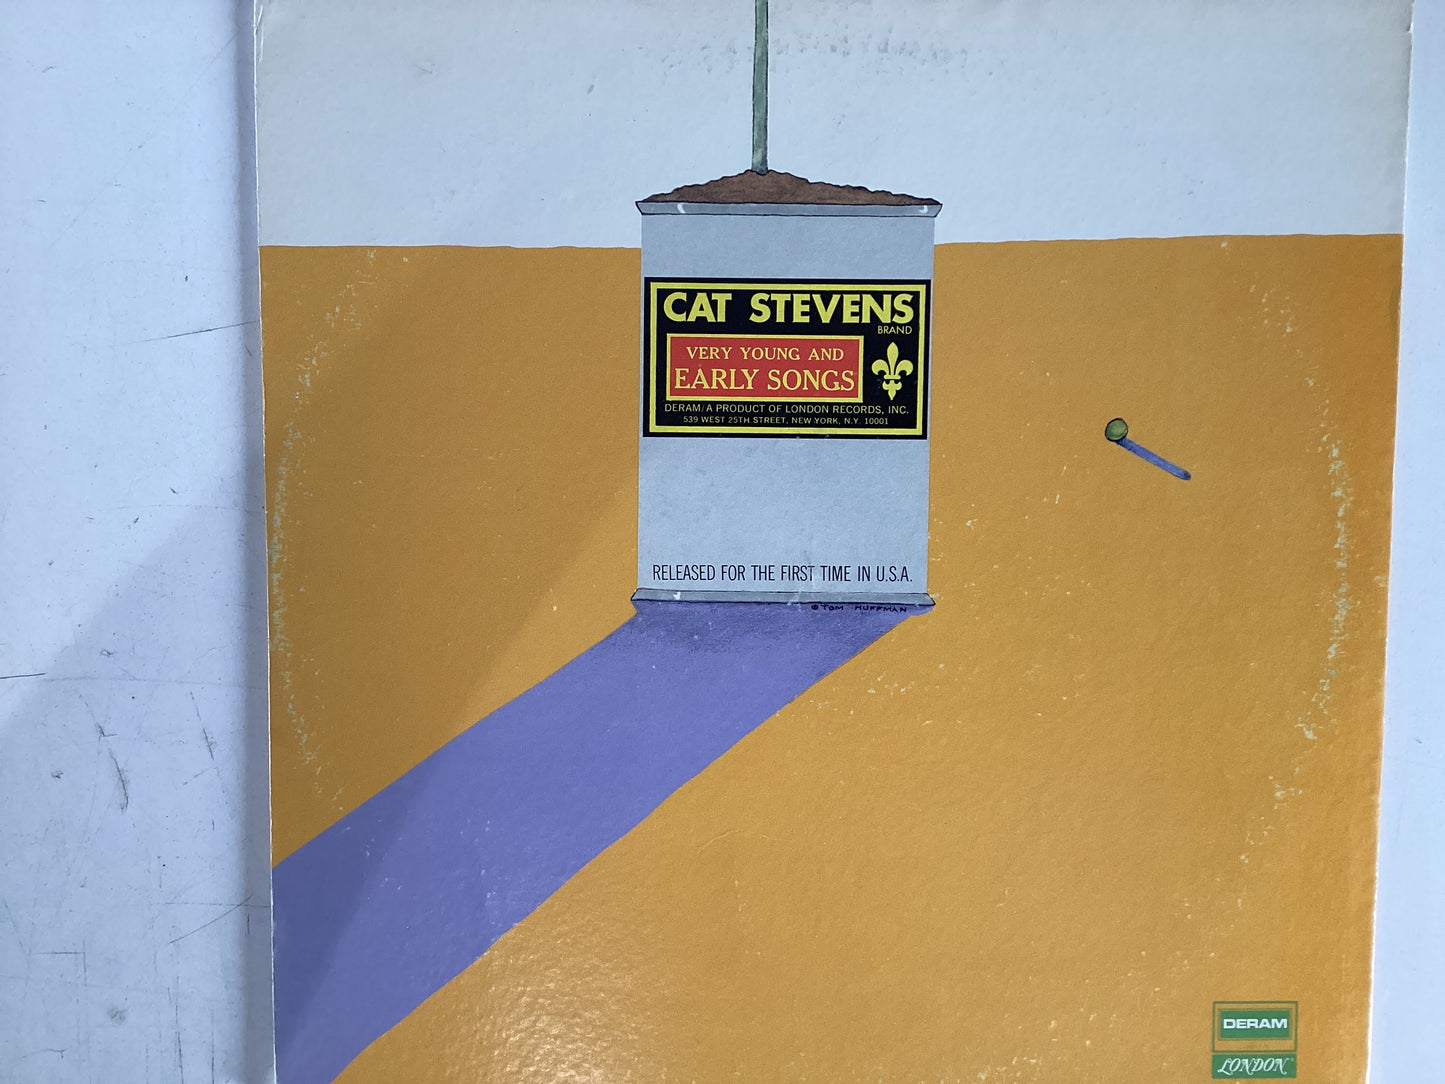 CAT STEVENS
BRAND
VERY YOUNG AND
EARLY SONGS
DERAM/A PRODUCT OF LONDON RECORDS, INC.
539 WEST 25TH STREET, NEW YORK, N.Y. 10001
RELEASED FOR THE FIRST TIME IN U.S.A.
© TOM HUFFMAN
DERAM
LONDON